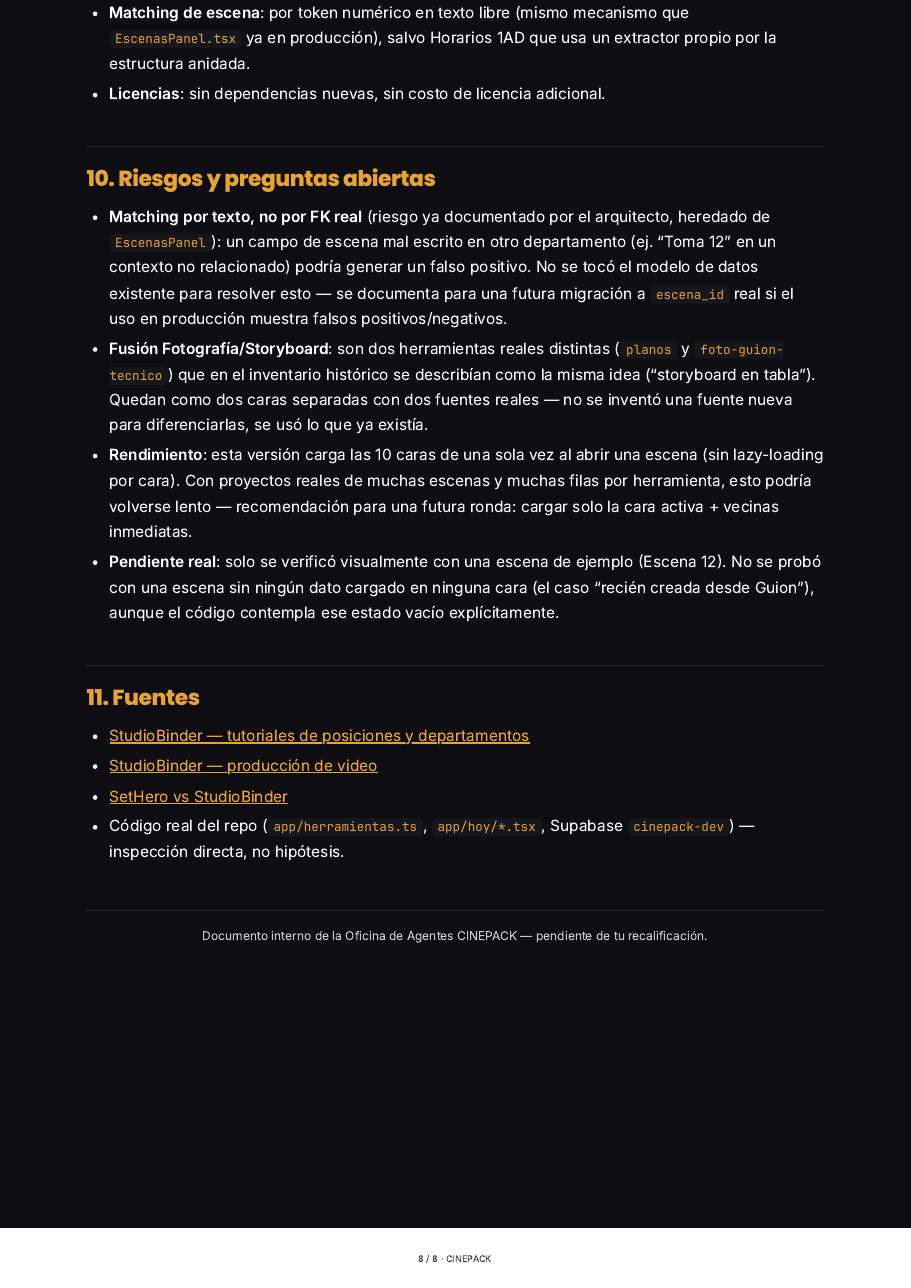 • Matching de escena: por token numérico en texto libre (mismo mecanismo que
EscenasPanel.tsx ya en producción), salvo Horarios 1AD que usa un extractor propio por la
estructura anidada.
• Licencias: sin dependencias nuevas, sin costo de licencia adicional.
10. Riesgos y preguntas abiertas
• Matching por texto, no por FK real (riesgo ya documentado por el arquitecto, heredado de
EscenasPanel): un campo de escena mal escrito en otro departamento (ej. “Toma 12” en un
contexto no relacionado) podría generar un falso positivo. No se tocó el modelo de datos
existente para resolver esto — se documenta para una futura migración a escena_id real si el
uso en producción muestra falsos positivos/negativos.
• Fusión Fotografía/Storyboard: son dos herramientas reales distintas (planos y foto-guion-
tecnico) que en el inventario histórico se describían como la misma idea (“storyboard en tabla”).
Quedan como dos caras separadas con dos fuentes reales — no se inventó una fuente nueva
para diferenciarlas, se usó lo que ya existía.
• Rendimiento: esta versión carga las 10 caras de una sola vez al abrir una escena (sin lazy-loading
por cara). Con proyectos reales de muchas escenas y muchas filas por herramienta, esto podría
volverse lento — recomendación para una futura ronda: cargar solo la cara activa + vecinas
inmediatas.
• Pendiente real: solo se verificó visualmente con una escena de ejemplo (Escena 12). No se probó
con una escena sin ningún dato cargado en ninguna cara (el caso “recién creada desde Guion”),
aunque el código contempla ese estado vacío explícitamente.
11. Fuentes
• StudioBinder — tutoriales de posiciones y departamentos
• StudioBinder — producción de video
• SetHero vs StudioBinder
• Código real del repo (app/herramientas.ts, app/hoy/*.tsx, Supabase cinepack-dev) —
inspección directa, no hipótesis.
Documento interno de la Oficina de Agentes CINEPACK — pendiente de tu recalificación.
8 / 8 · CINEPACK